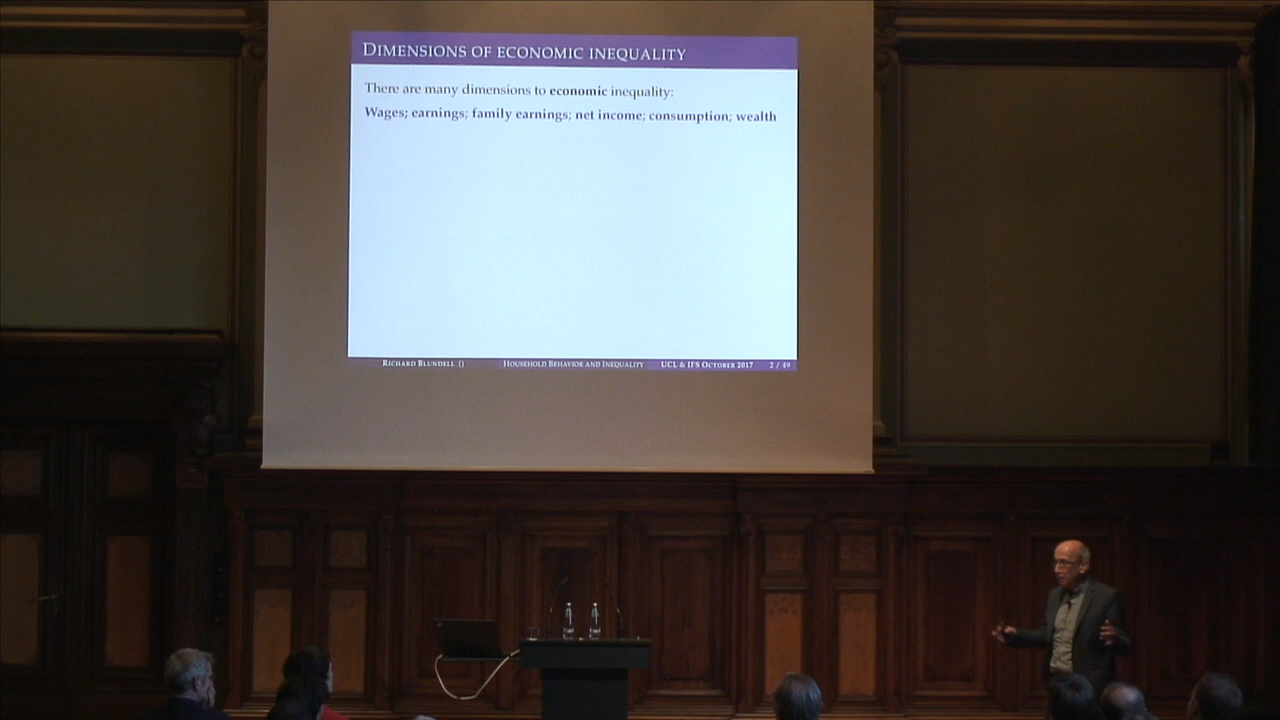 DIMENSIONS OF ECONOMIC INEQUALITY
There are many dimensions to economic inequality:
Wages; earnings; family earnings; net income; consumption; wealth
RICHARD BLUNDELL () HOUSEHOLD BEHAVIOR AND INEQUALITY UCL & IFS OCTOBER 2017 2 / 49